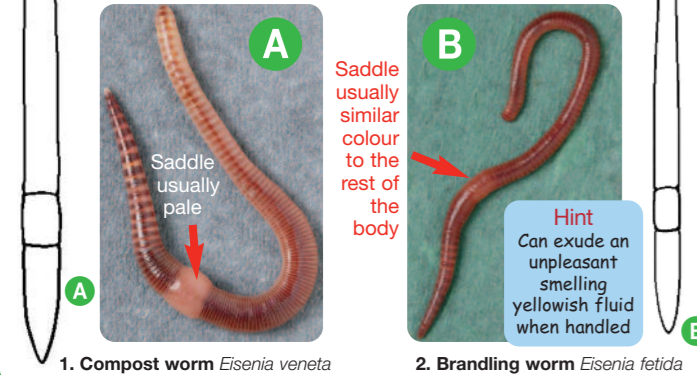 A
Saddle
usually
pale
A
1. Compost worm Eisenia veneta
B
Saddle
usually
similar
colour
to the
rest of
the
body
Hint
Can exude an
unpleasant
smelling
yellowish fluid
when handled
2. Brandling worm Eisenia fetida